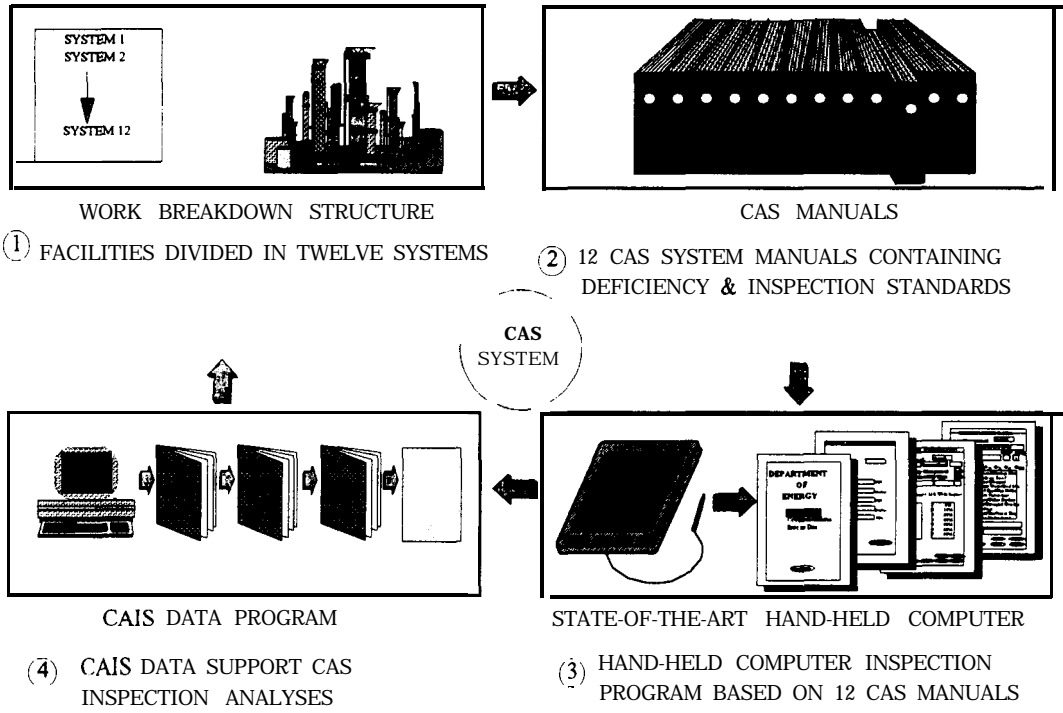 SYSTEM 1
SYSTEM 2
SYSTEM 12
WORK BREAKDOWN STRUCTURE
① FACILITIES DIVIDED IN TWELVE SYSTEMS
CAS MANUALS
② 12 CAS SYSTEM MANUALS CONTAINING
DEFICIENCY & INSPECTION STANDARDS
CAS
SYSTEM
DEPARTMENT
OF
ENERGY
STATE-OF-THE-ART HAND-HELD COMPUTER
③ HAND-HELD COMPUTER INSPECTION
PROGRAM BASED ON 12 CAS MANUALS
CAIS DATA PROGRAM
④ CAIS DATA SUPPORT CAS
INSPECTION ANALYSES